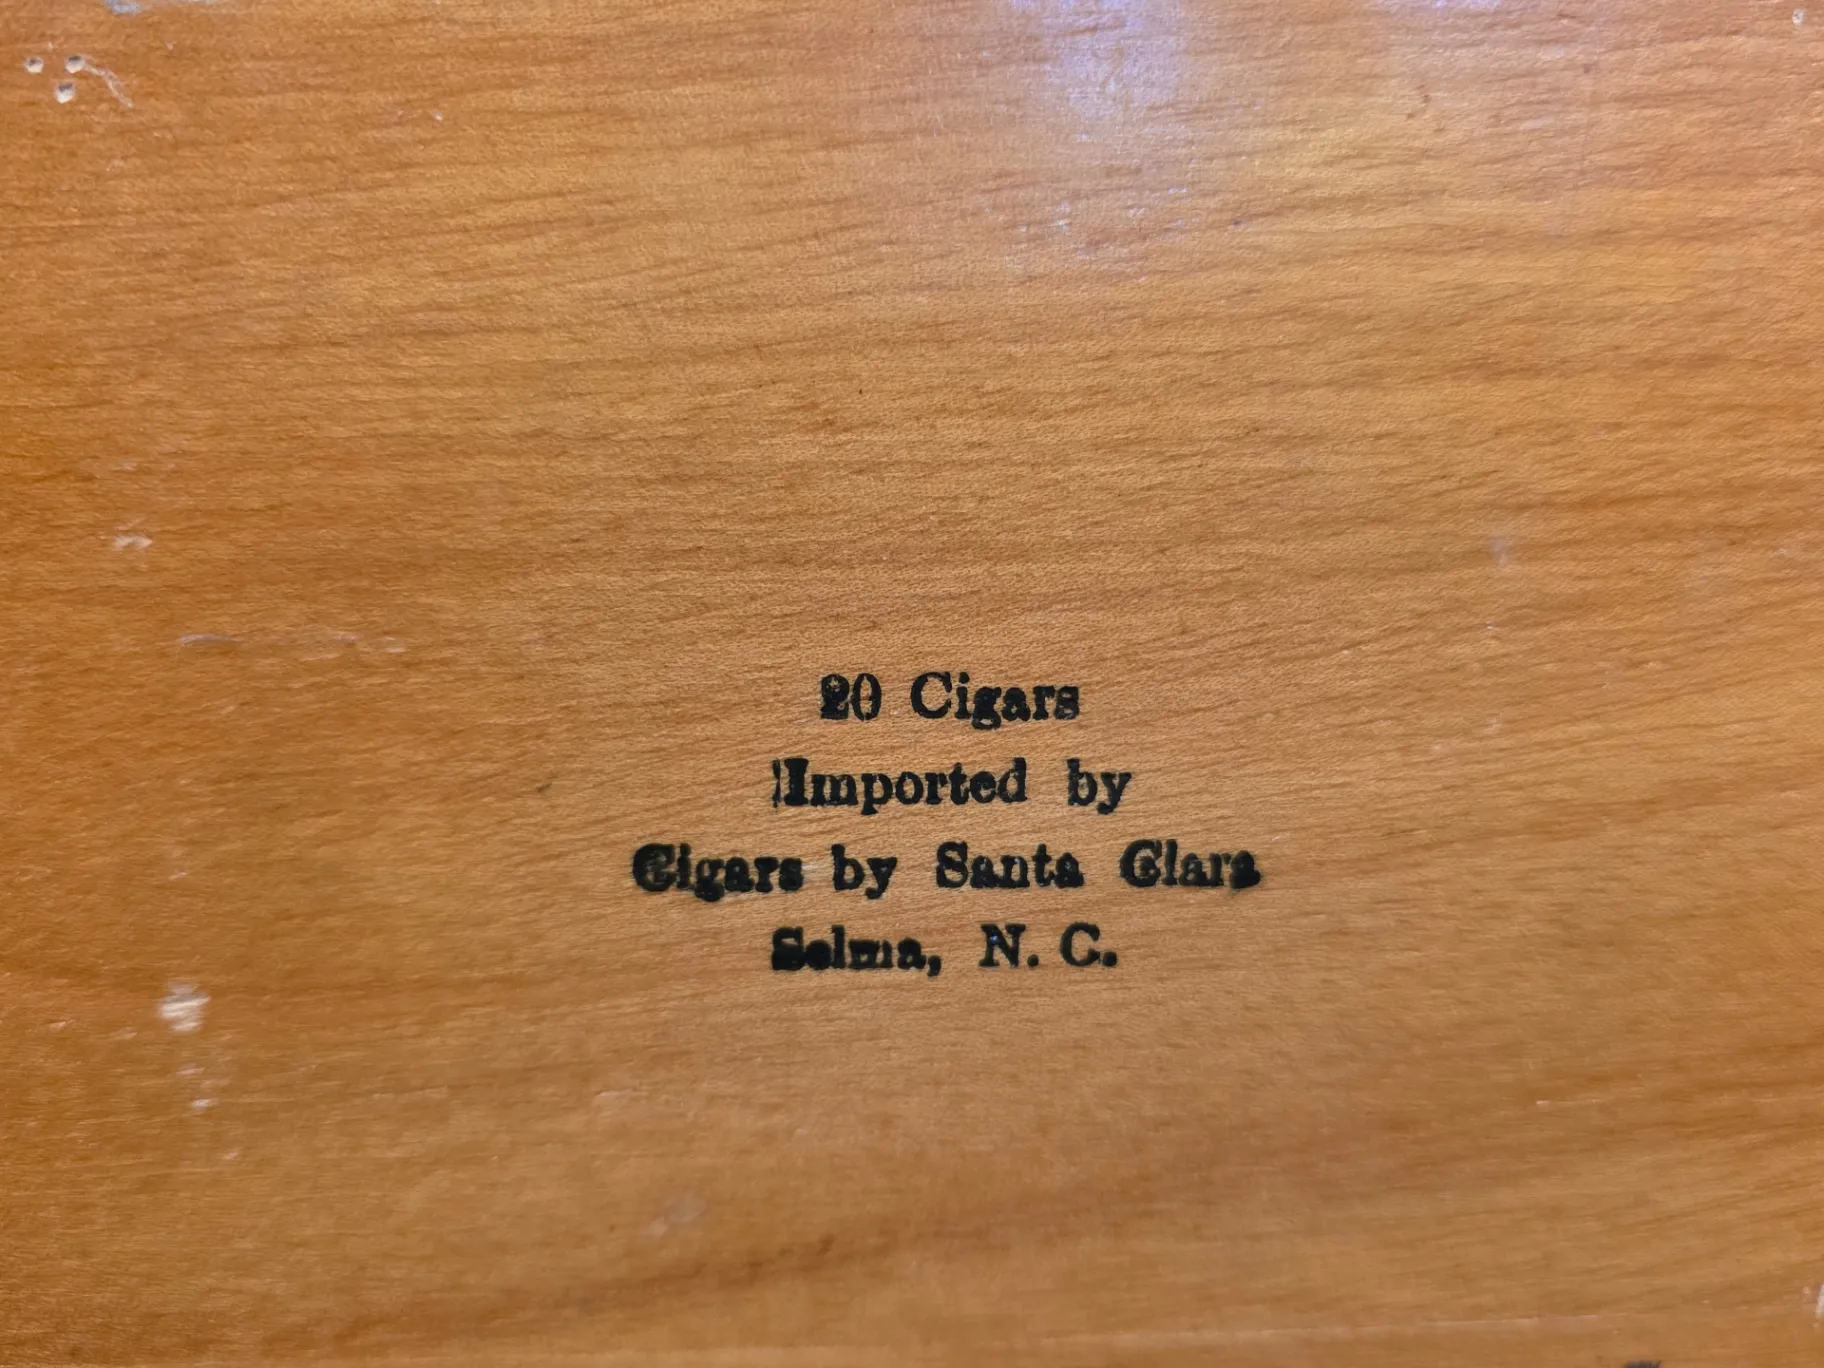 20 Cigars
Imported by
Cigars by Santa Clara
Selma, N. C.